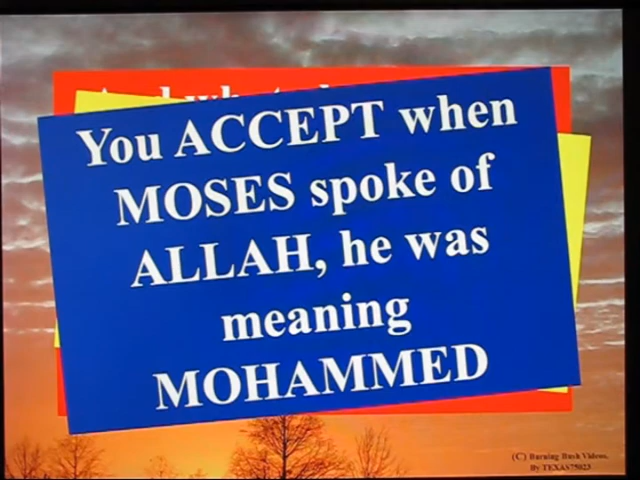 You ACCEPT when
MOSES spoke of
ALLAH, he was
meaning
MOHAMMED
(C) Burning Bush Videos.
By TEXAS75023